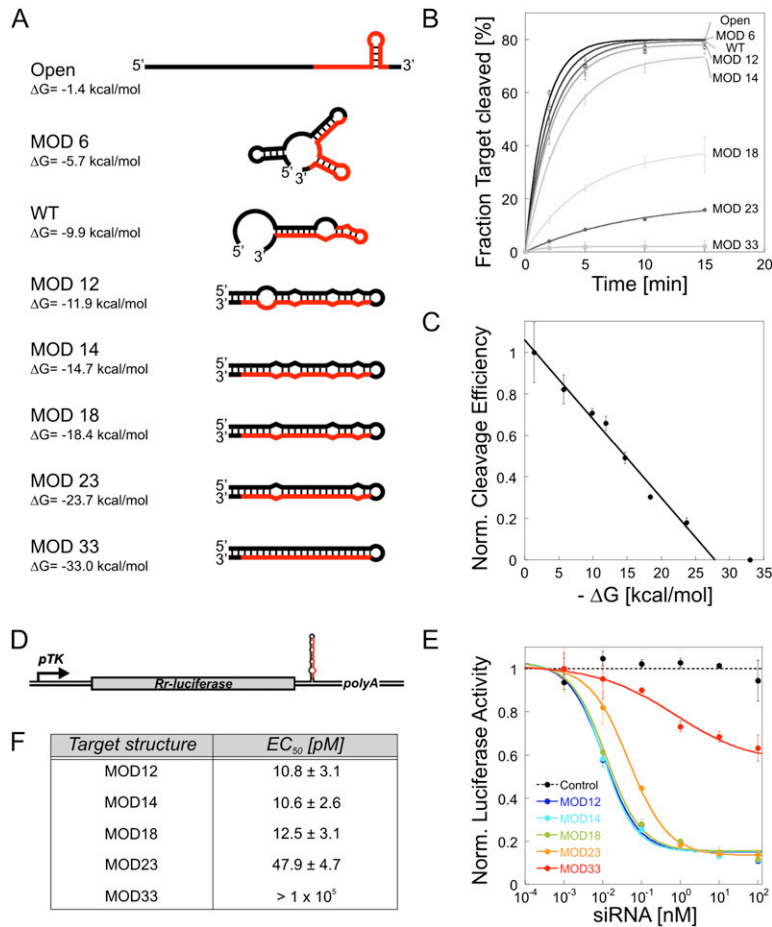 A
5' 3'
Open
ΔG= -1.4 kcal/mol
MOD 6
ΔG= -5.7 kcal/mol
5' 3'
WT
ΔG= -9.9 kcal/mol
3'
5'
MOD 12
ΔG= -11.9 kcal/mol
5'
3'
MOD 14
ΔG= -14.7 kcal/mol
5'
3'
MOD 18
ΔG= -18.4 kcal/mol
5'
3'
MOD 23
ΔG= -23.7 kcal/mol
5'
3'
MOD 33
ΔG= -33.0 kcal/mol
5'
3'
B
Fraction Target cleaved [%]
100
80
60
40
20
0
0 5 10 15 20
Time [min]
Open
MOD 6
WT
MOD 12
MOD 14
MOD 18
MOD 23
MOD 33
C
Norm. Cleavage Efficiency
1
0.8
0.6
0.4
0.2
0
0 5 10 15 20 25 30 35
- ΔG [kcal/mol]
D
pTK
Rr-luciferase
polyA
E
Norm. Luciferase Activity
1
0.8
0.6
0.4
0.2
0
Control
MOD12
MOD14
MOD18
MOD23
MOD33
10⁻⁴ 10⁻³ 10⁻² 10⁻¹ 10⁰ 10¹ 10²
siRNA [nM]
F
Target structure EC₅₀ [pM]
MOD12 10.8 ± 3.1
MOD14 10.6 ± 2.6
MOD18 12.5 ± 3.1
MOD23 47.9 ± 4.7
MOD33 > 1 x 10⁵